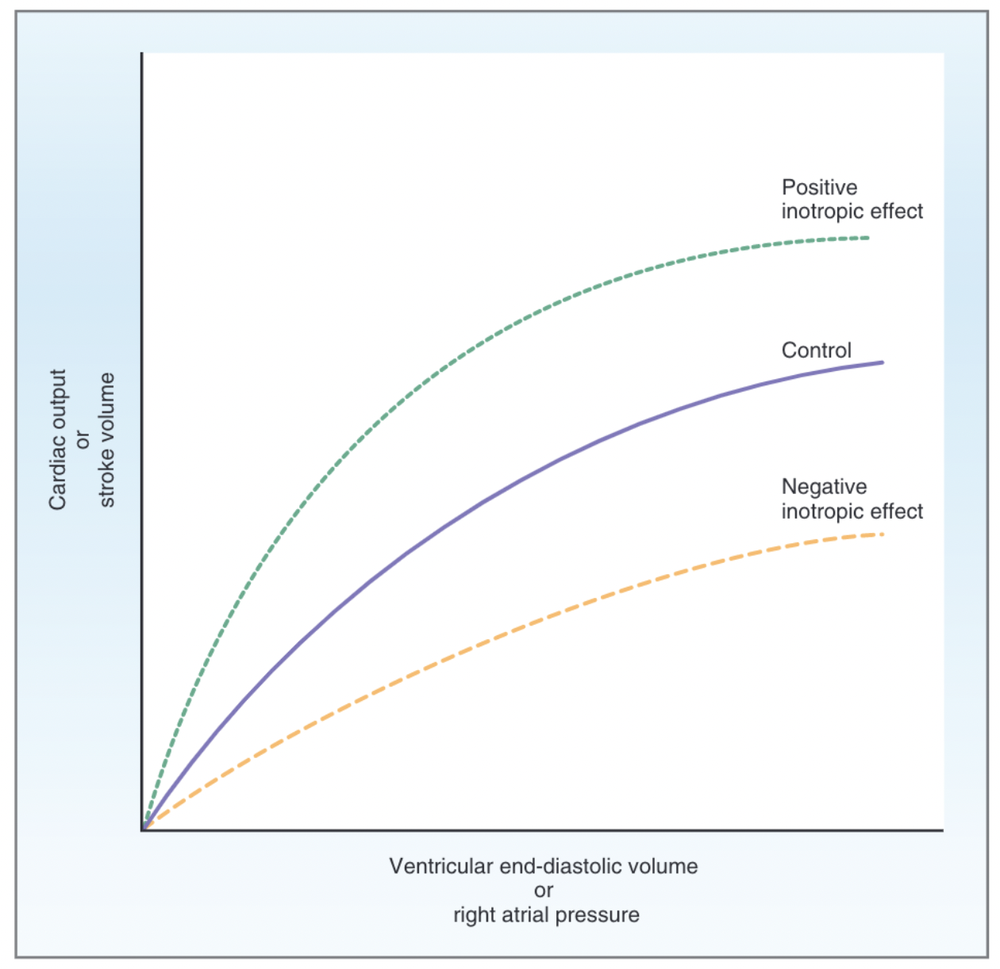 Positive
inotropic effect
Control
Negative
inotropic effect
Cardiac output
or
stroke volume
Ventricular end-diastolic volume
or
right atrial pressure